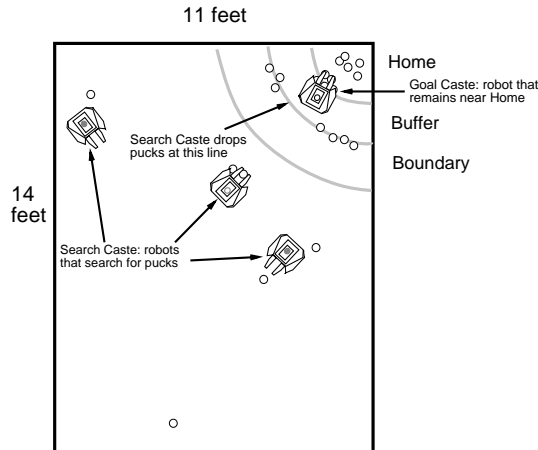 11 feet
Home
Goal Caste: robot that
remains near Home
Buffer
Search Caste drops
pucks at this line
Boundary
14
feet
Search Caste: robots
that search for pucks